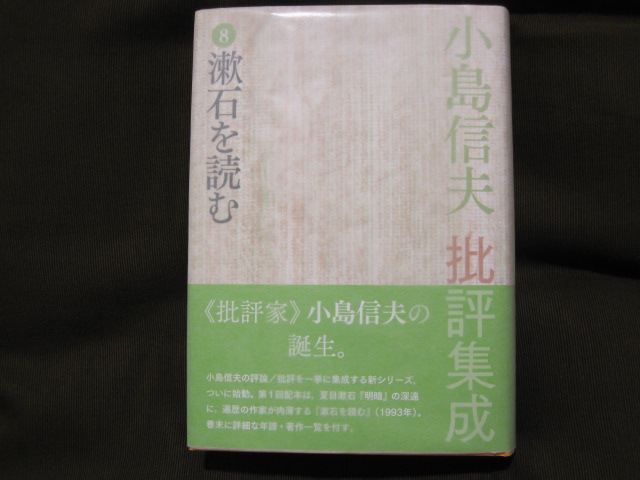 小島信夫批評集成
8
漱石を読む
《批評家》小島信夫の
誕生。
小島信夫の評論／批評を一挙に集成する新シリーズ、
ついに始動。第1回配本は、夏目漱石『明暗』の深遠
に、遍歴の作家が肉薄する『漱石を読む』（1993年）。
巻末に詳細な年譜・著作一覧を付す。